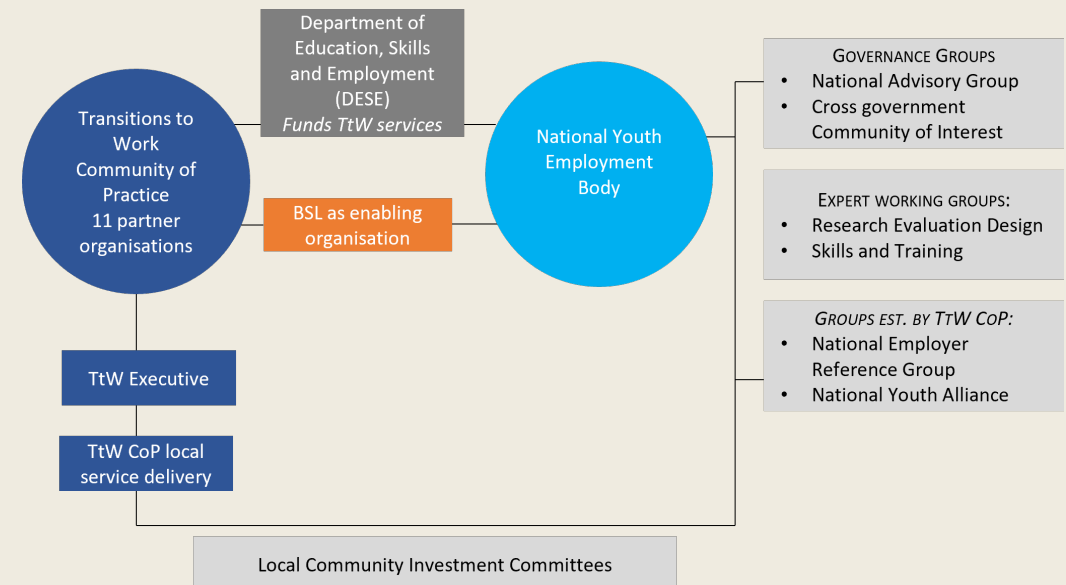 Department of
Education, Skills
and Employment
(DESE)
Funds TtW services
Transitions to
Work
Community of
Practice
11 partner
organisations
BSL as enabling
organisation
National Youth
Employment
Body
GOVERNANCE GROUPS
• National Advisory Group
• Cross government
Community of Interest
EXPERT WORKING GROUPS:
• Research Evaluation Design
• Skills and Training
GROUPS EST. BY TTW COP:
• National Employer
Reference Group
• National Youth Alliance
TtW Executive
TtW CoP local
service delivery
Local Community Investment Committees